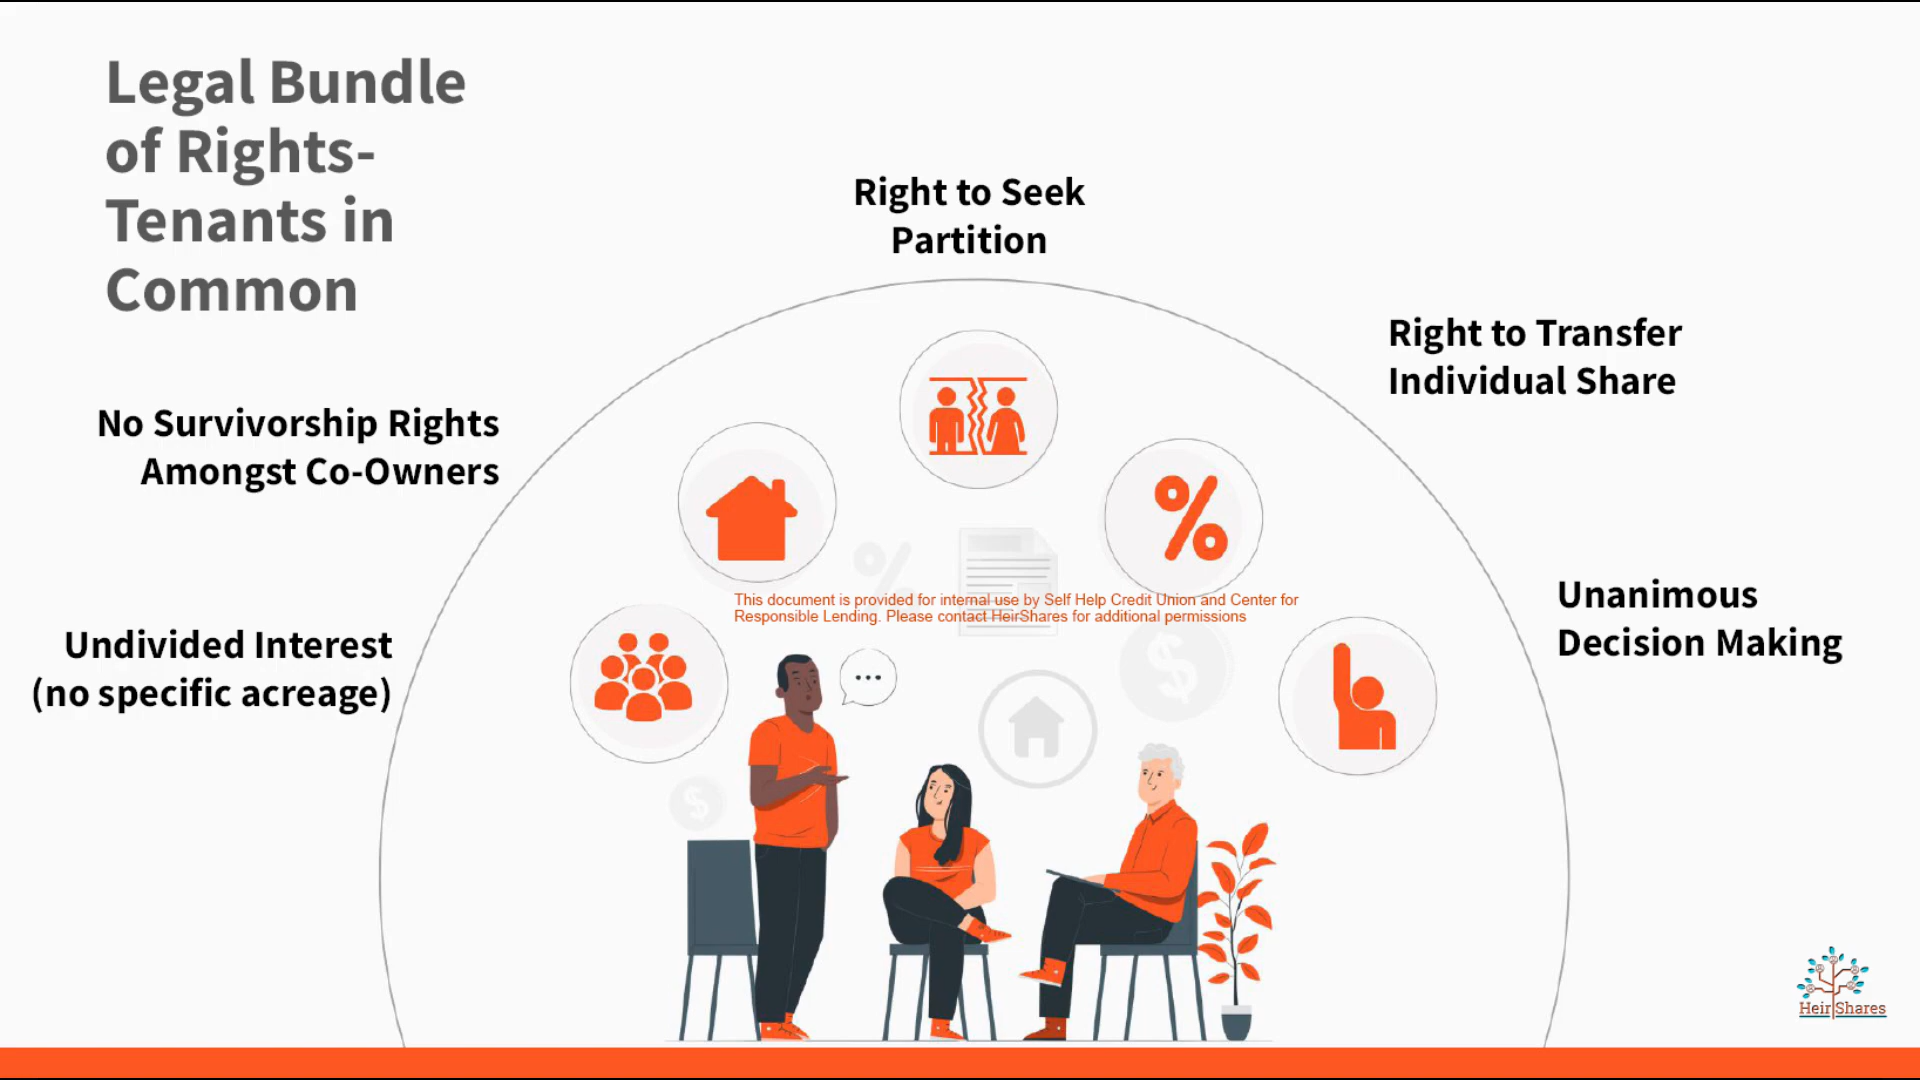 Legal Bundle
of Rights-
Tenants in
Common
Right to Seek
Partition
Right to Transfer
Individual Share
No Survivorship Rights
Amongst Co-Owners
Unanimous
Decision Making
Undivided Interest
(no specific acreage)
%
%
This document is provided for internal use by Self Help Credit Union and Center for
Responsible Lending. Please contact HeirShares for additional permissions
$
$
Heir Shares